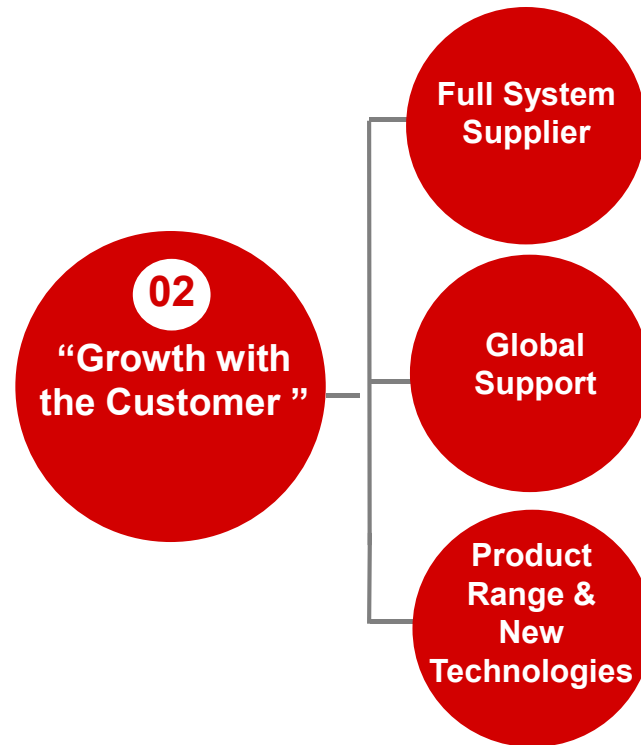 02
“Growth with
the Customer ”
Full System
Supplier
Global
Support
Product
Range &
New
Technologies